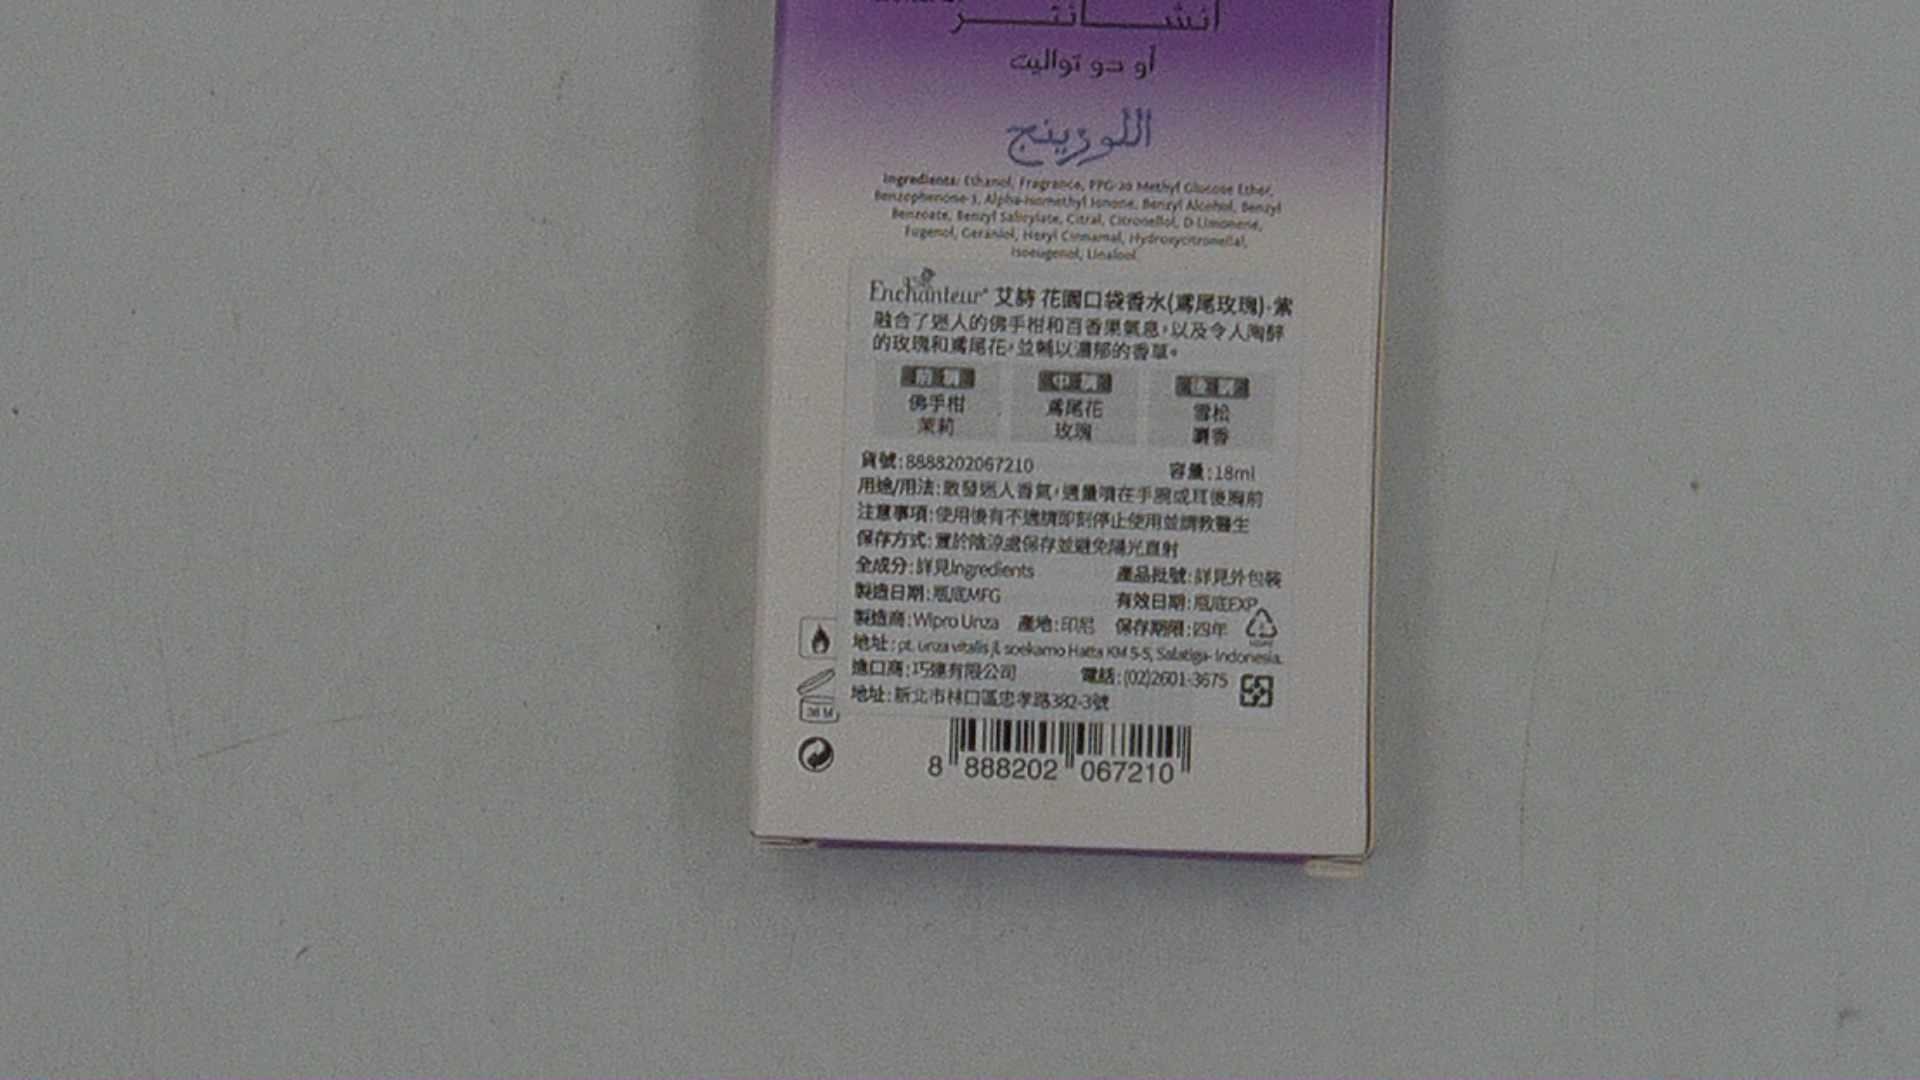 انشانتر
أو دو تواليت
اللورينج
Ingredients: Ethanol, Fragrance, PPG-20 Methyl Glucose Ether,
Benzophenone-3, Alpha-Isomethyl Ionone, Benzyl Alcohol, Benzyl
Benzoate, Benzyl Salicylate, Citral, Citronellol, D-Limonene,
Eugenol, Geraniol, Hexyl Cinnamal, Hydroxycitronellal,
Isoeugenol, Linalool
Enchanteur® 艾詩 花園口袋香水(鳶尾玫瑰)-紫
融合了迷人的佛手柑和百香果氣息,以及令人陶醉
的玫瑰和鳶尾花,並輔以濃郁的香草。
前調 中調 後調
佛手柑 鳶尾花 雪松
茉莉 玫瑰 麝香
貨號:8888202067210 容量:18ml
用途/用法:散發迷人香氣,適量噴在手腕或耳後胸前
注意事項:使用後有不適請即刻停止使用並請教醫生
保存方式:置於陰涼處保存並避免陽光直射
全成分:詳見Ingredients 產品批號:詳見外包裝
製造日期:瓶底MFG 有效日期:瓶底EXP
製造商:Wipro Unza 產地:印尼 保存期限:四年
地址:pt. unza vitalis jl. soekarno Hatta KM 5-5, Salatiga- Indonesia.
進口商:巧連有限公司 電話:(02)2601-3675
地址:新北市林口區忠孝路382-3號
36 M
8 888202 067210